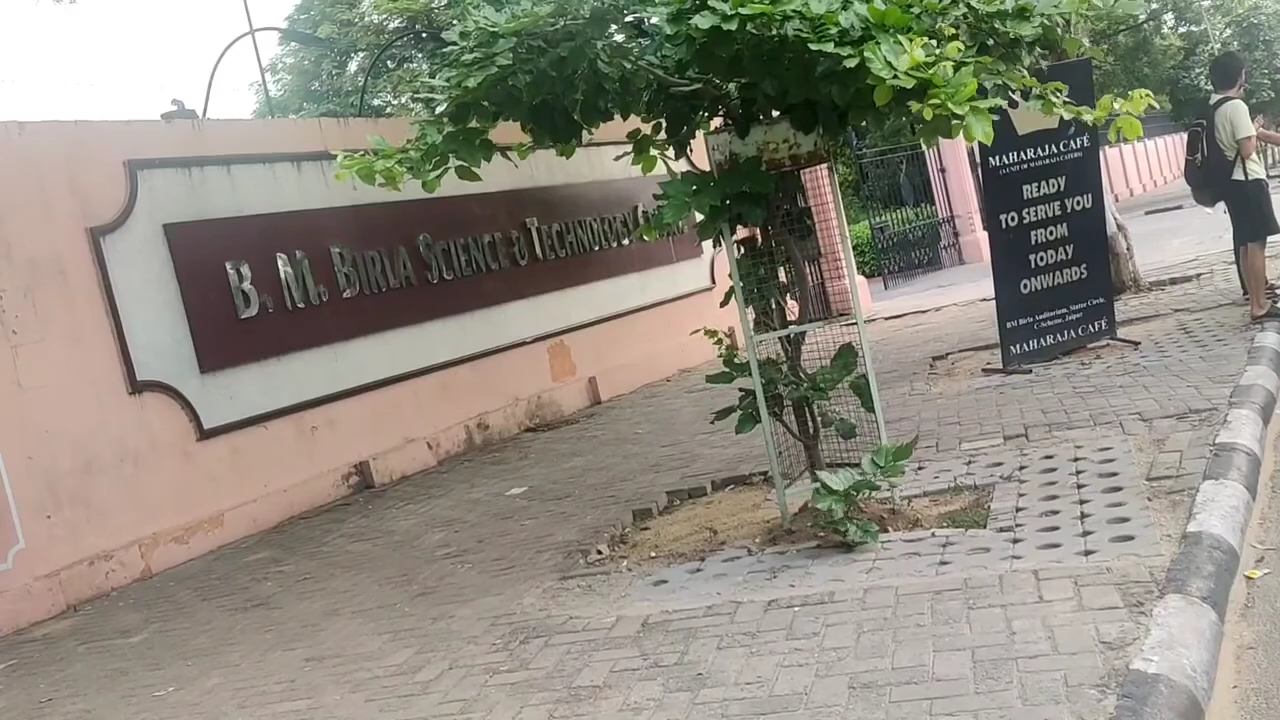 B. M. BIRLA SCIENCE & TECHNOLOGY
MAHARAJA CAFÉ
(A UNIT OF MAHARAJA CATERS)
READY
TO SERVE YOU
FROM
TODAY
ONWARDS
BM Birla Auditorium, Statue Circle,
C-Scheme, Jaipur
MAHARAJA CAFÉ